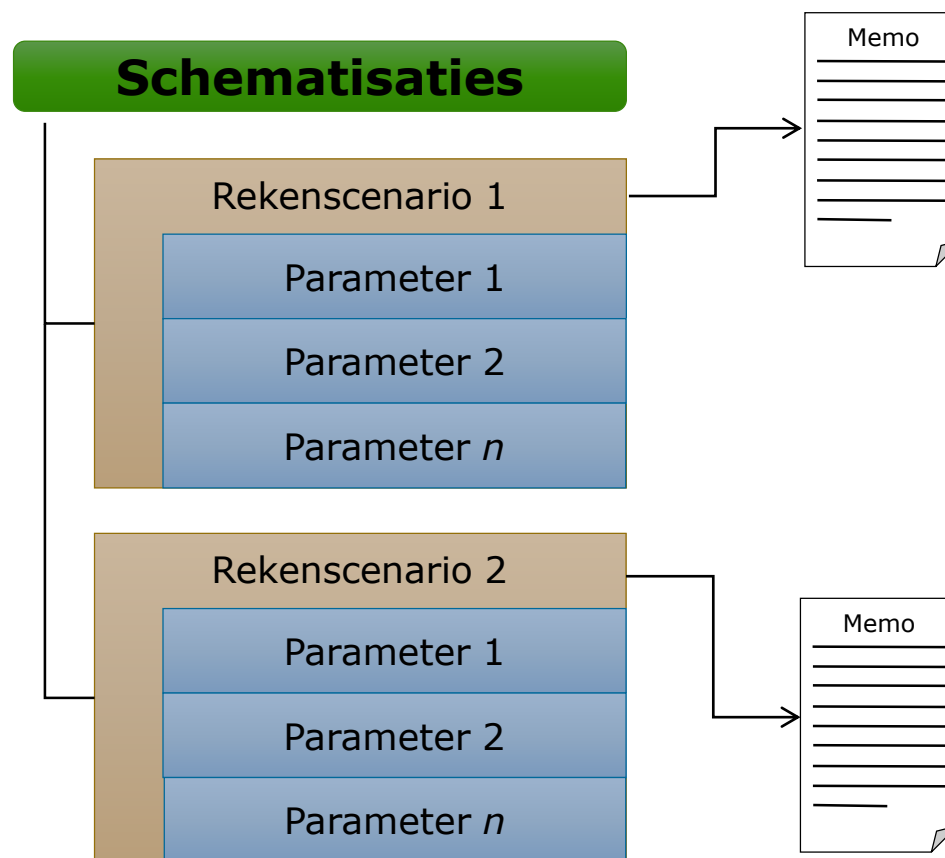 Schematisaties
Memo
Rekenscenario 1
Parameter 1
Parameter 2
Parameter n
Rekenscenario 2
Memo
Parameter 1
Parameter 2
Parameter n